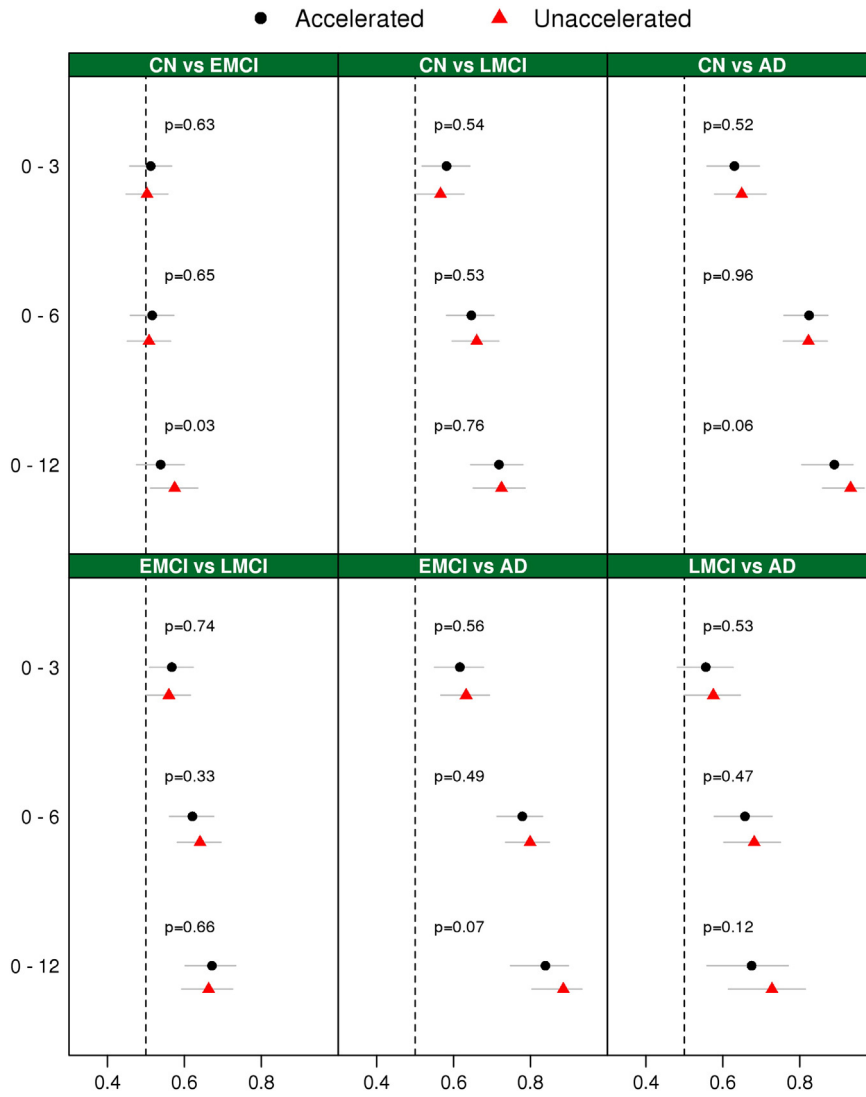 Accelerated Unaccelerated
CN vs EMCI CN vs LMCI CN vs AD
p=0.63 p=0.54 p=0.52
0 - 3
p=0.65 p=0.53 p=0.96
0 - 6
p=0.03 p=0.76 p=0.06
0 - 12
EMCI vs LMCI EMCI vs AD LMCI vs AD
p=0.74 p=0.56 p=0.53
0 - 3
p=0.33 p=0.49 p=0.47
0 - 6
p=0.66 p=0.07 p=0.12
0 - 12
0.4 0.6 0.8 0.4 0.6 0.8 0.4 0.6 0.8